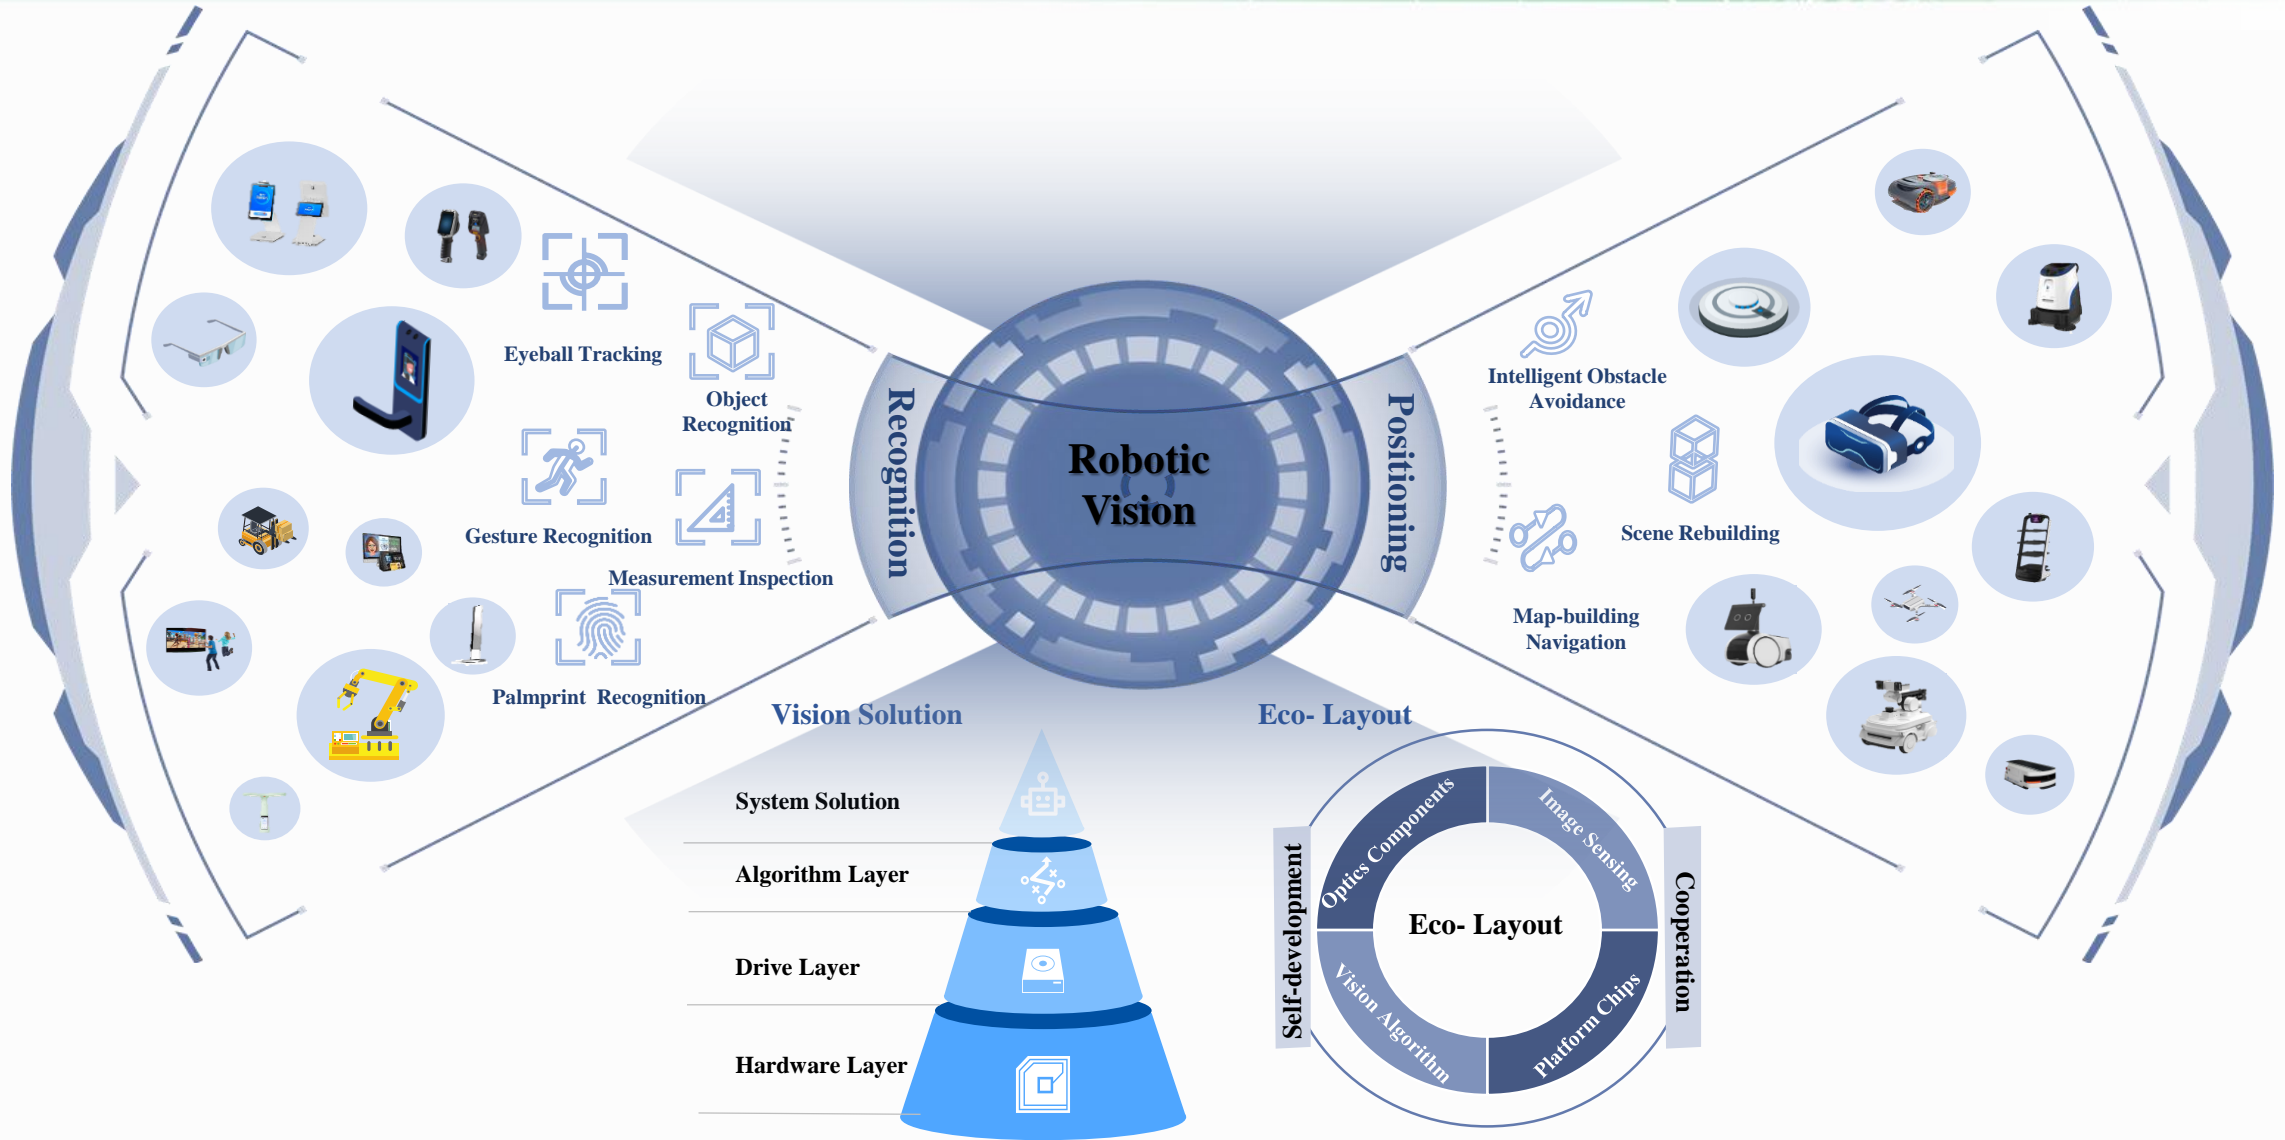 Eyeball Tracking
Object
Recognition
Gesture Recognition
Measurement Inspection
Palmprint Recognition
Recognition
Robotic
Vision
Positioning
Intelligent Obstacle
Avoidance
Scene Rebuilding
Map-building
Navigation
Vision Solution
System Solution
Algorithm Layer
Drive Layer
Hardware Layer
Eco- Layout
Self-development
Optics Components
Image Sensing
Eco- Layout
Vision Algorithm
Platform Chips
Cooperation